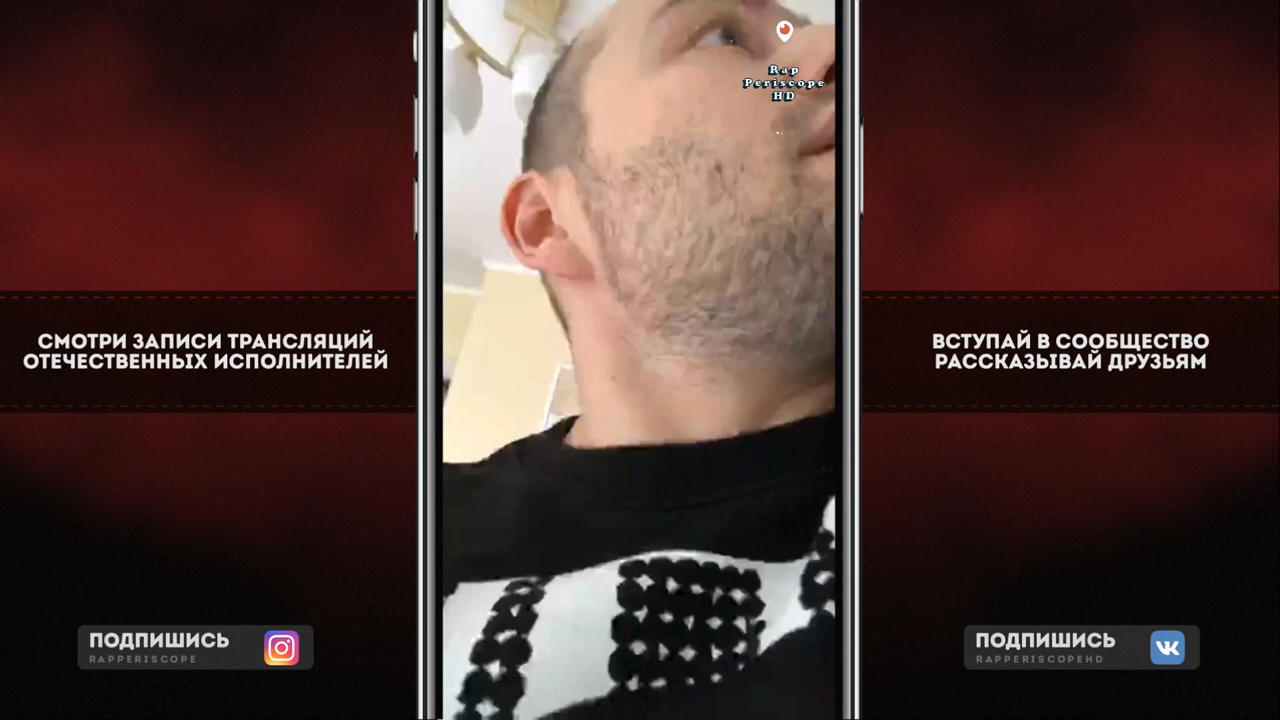 Rap
Periscope
HD
СМОТРИ ЗАПИСИ ТРАНСЛЯЦИЙ
ОТЕЧЕСТВЕННЫХ ИСПОЛНИТЕЛЕЙ
ВСТУПАЙ В СООБЩЕСТВО
РАССКАЗЫВАЙ ДРУЗЬЯМ
ПОДПИШИСЬ
RAPPERISCOPE
ПОДПИШИСЬ
RAPPERISCOPEHD